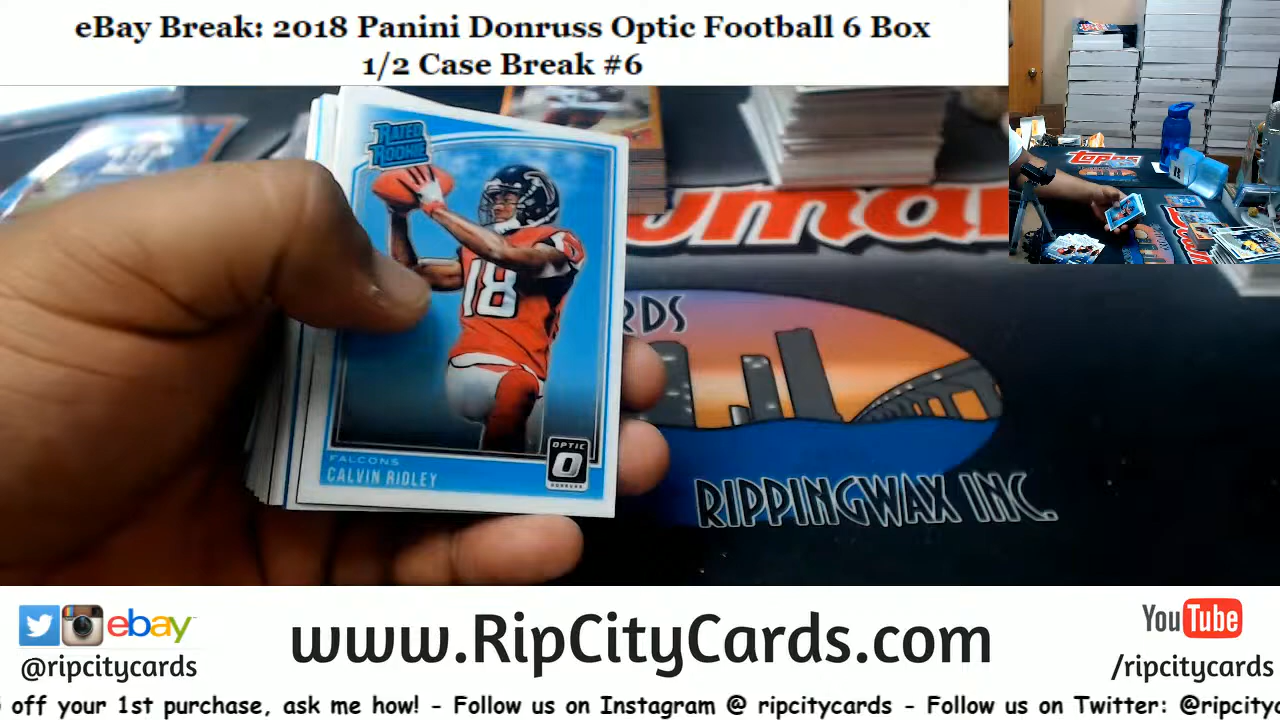 eBay Break: 2018 Panini Donruss Optic Football 6 Box
1/2 Case Break #6
RATED
ROOKIE
18
FALCONS
CALVIN RIDLEY
OPTIC
DONRUSS
RDS
RIPPINGWAX INC.
Topps
ebay
@ripcitycards
www.RipCityCards.com
YouTube
/ripcitycards
off your 1st purchase, ask me how! - Follow us on Instagram @ ripcitycards - Follow us on Twitter: @ripcityc